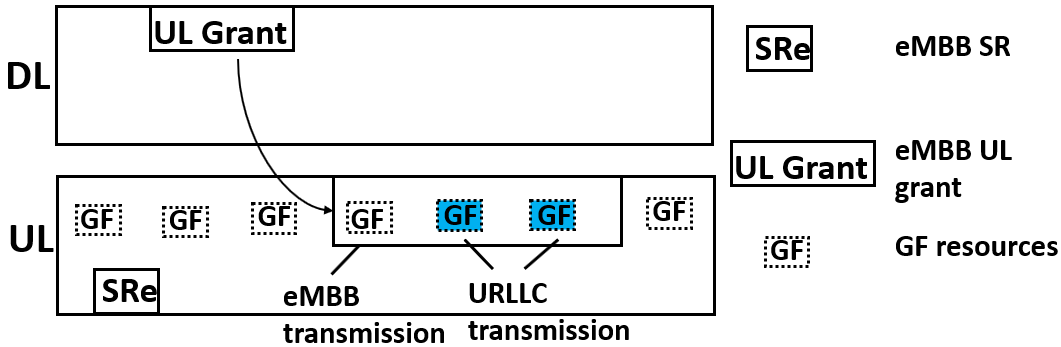 UL Grant
DL
SRe
eMBB SR
UL Grant
eMBB UL
grant
UL
GF
GF
GF
GF
GF
GF
GF
GF
GF resources
SRe
eMBB
transmission
URLLC
transmission